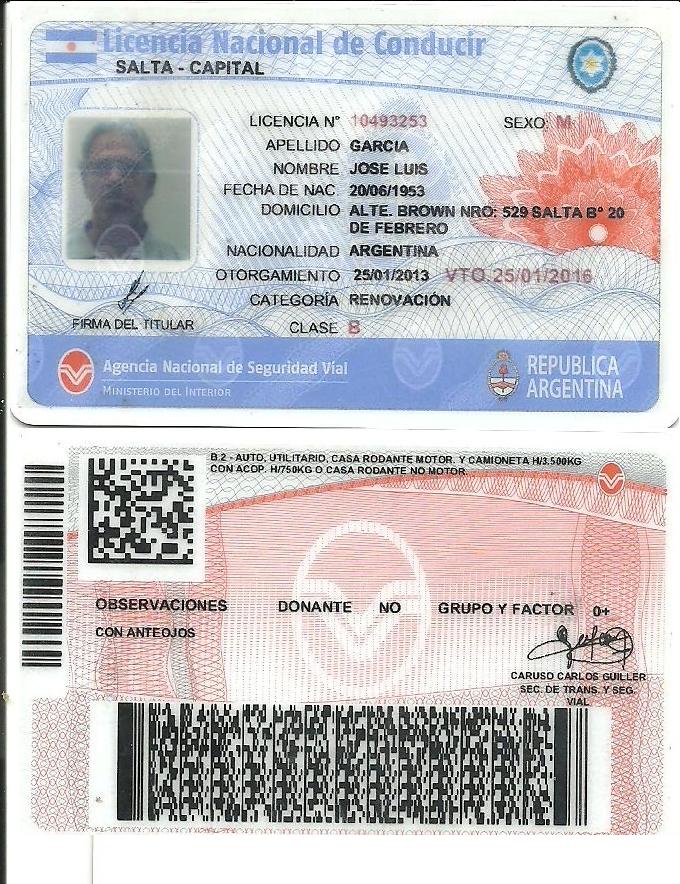 Licencia Nacional de Conducir
SALTA - CAPITAL
LICENCIA Nº 10493253 SEXO: M
APELLIDO GARCIA
NOMBRE JOSE LUIS
FECHA DE NAC. 20/06/1953
DOMICILIO ALTE. BROWN NRO: 529 SALTA Bº 20
DE FEBRERO
NACIONALIDAD ARGENTINA
OTORGAMIENTO 25/01/2013 VTO.25/01/2016
CATEGORÍA RENOVACIÓN
FIRMA DEL TITULAR
CLASE B
Agencia Nacional de Seguridad Vial
MINISTERIO DEL INTERIOR
REPUBLICA
ARGENTINA
B.2 - AUTO, UTILITARIO, CASA RODANTE MOTOR. Y CAMIONETA H/3.500KG
CON ACOP. H/750KG O CASA RODANTE NO MOTOR.
OBSERVACIONES DONANTE NO GRUPO Y FACTOR 0+
CON ANTEOJOS
CARUSO CARLOS GUILLER
SEC. DE TRANS. Y SEG.
VIAL